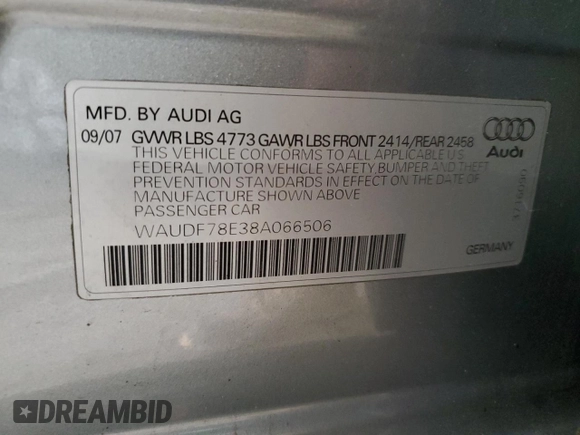 MFD. BY AUDI AG
09/07 GVWR LBS 4773 GAWR LBS FRONT 2414/REAR 2458
THIS VEHICLE CONFORMS TO ALL APPLICABLE U.S.
FEDERAL MOTOR VEHICLE SAFETY, BUMPER AND THEFT
PREVENTION STANDARDS IN EFFECT ON THE DATE OF
MANUFACTURE SHOWN ABOVE
PASSENGER CAR
WAUDF78E38A066506
Audi
GERMANY
DREAMBID